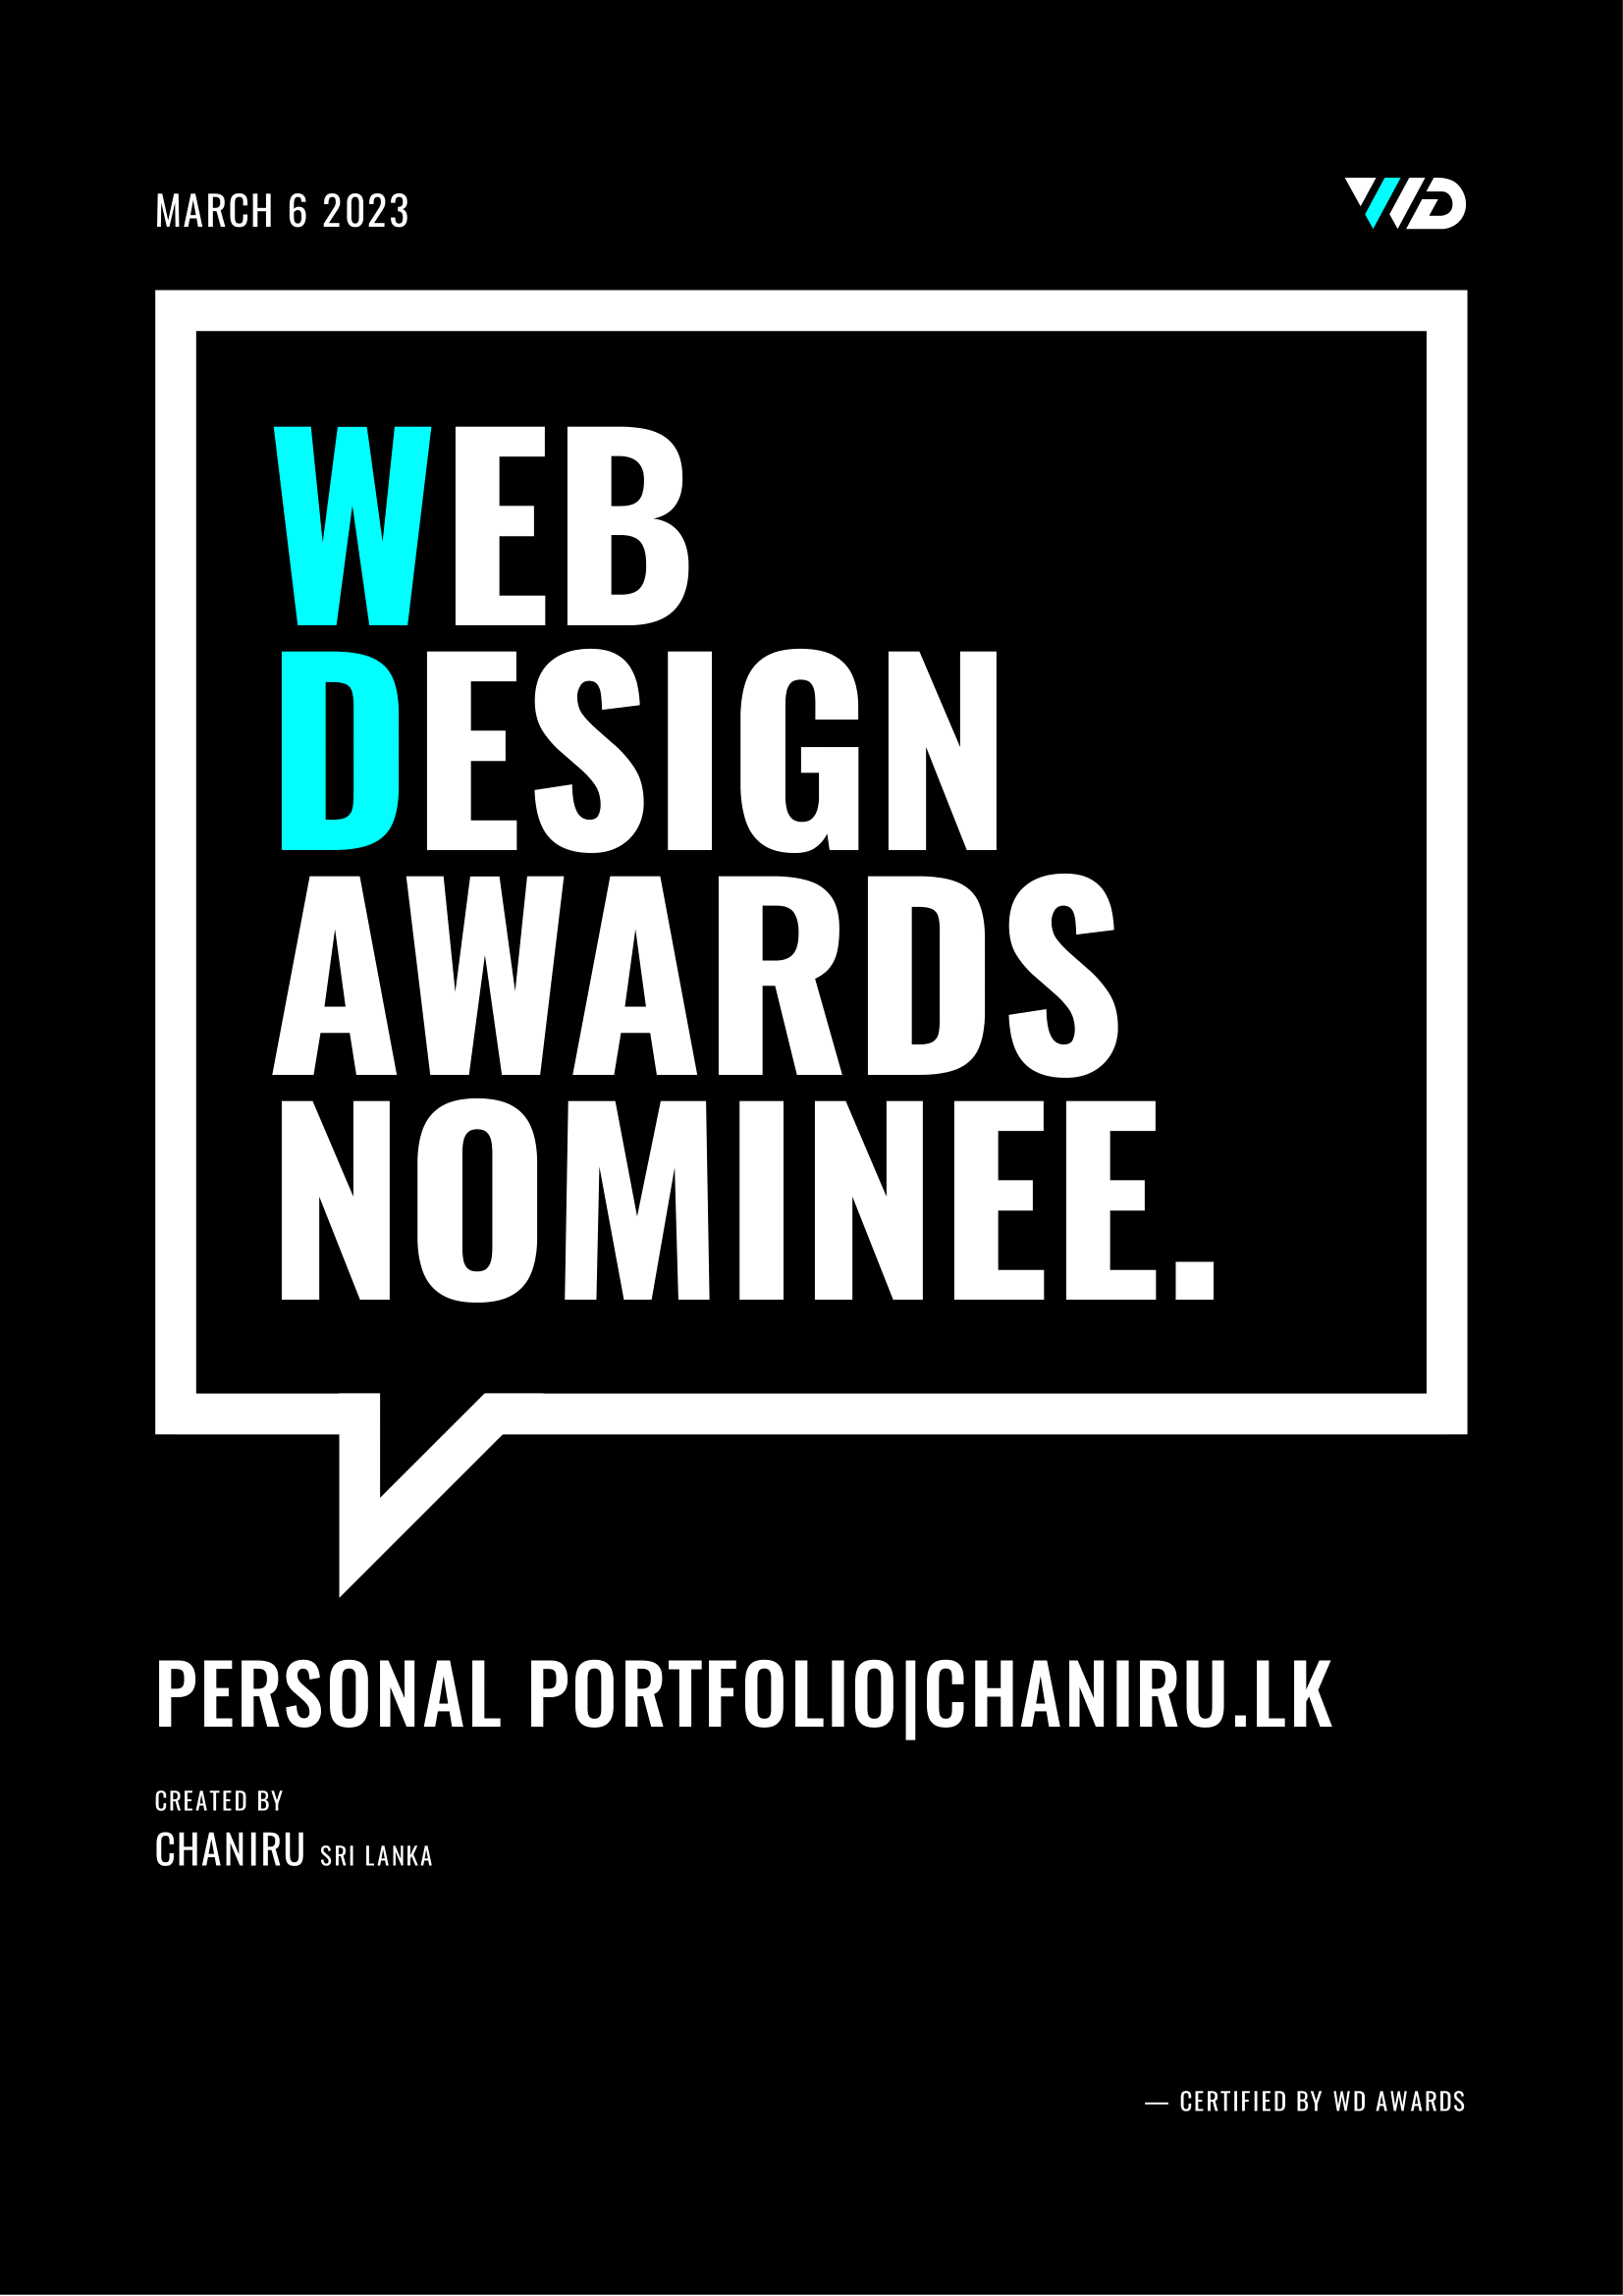 MARCH 6 2023
WD
WEB
DESIGN
AWARDS
NOMINEE.
PERSONAL PORTFOLIO|CHANIRU.LK
CREATED BY
CHANIRU SRI LANKA
— CERTIFIED BY WD AWARDS